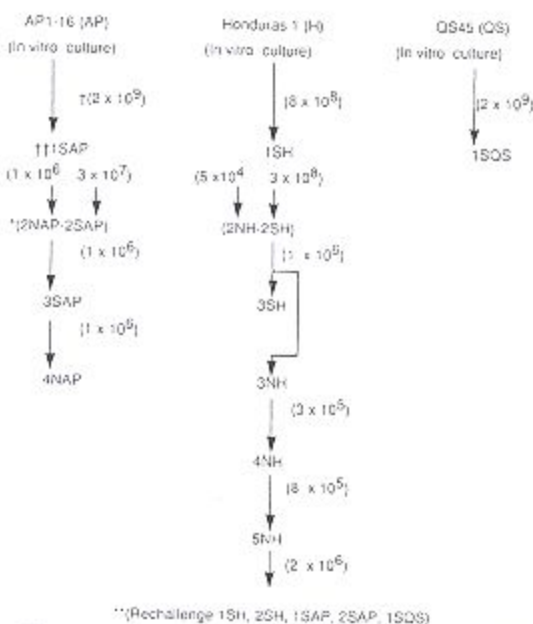 AP1-16 (AP)
(In vitro culture)
†(2 x 10⁹)
††1SAP
(1 x 10⁶ 3 x 10⁷)
*(2NAP-2SAP)
(1 x 10⁶)
3SAP
(1 x 10⁶)
4NAP
Honduras 1 (H)
(In vitro culture)
(8 x 10⁸)
1SH
(5 x10⁴ 3 x 10⁸)
(2NH-2SH)
(1 x 10⁶)
3SH
3NH
(3 x 10⁵)
4NH
(8 x 10⁵)
5NH
(2 x 10⁶)
QS45 (QS)
(In vitro culture)
(2 x 10⁹)
1SQS
**(Rechallenge 1SH, 2SH, 1SAP, 2SAP, 1SQS)